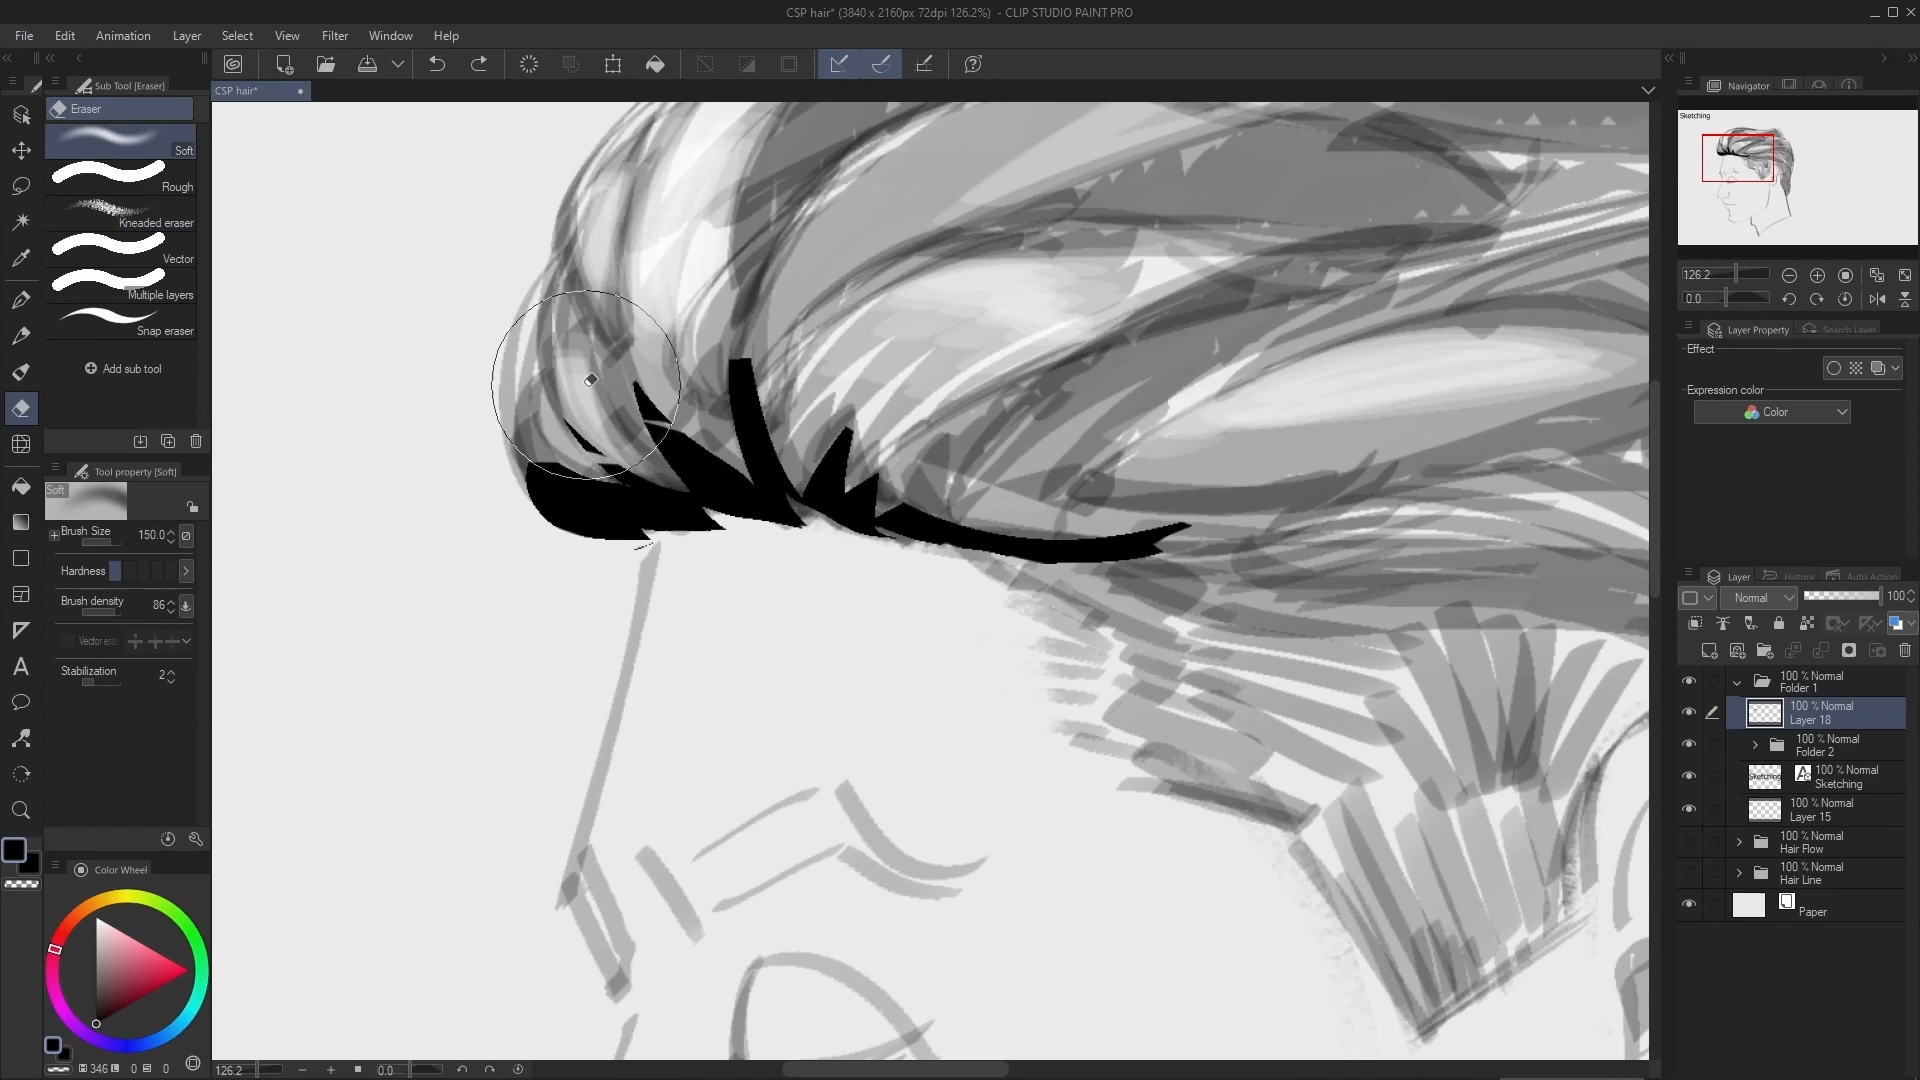 CSP hair* (3840 x 2160px 72dpi 126.2%) - CLIP STUDIO PAINT PRO
File Edit Animation Layer Select View Filter Window Help
Sub Tool [Eraser]
Eraser
Soft
Rough
Kneaded eraser
Vector
Multiple layers
Snap eraser
Add sub tool
Tool property [Soft]
Soft
Brush Size 150.0
Hardness
Brush density 86
Vector era
Stabilization 2
Color Wheel
346 0 0
CSP hair*
126.2 0.0
Navigator
Sketching
126.2
0.0
Layer Property Search Layer
Effect
Expression color
Color
Layer History Auto Action
Normal 100
100 % Normal
Folder 1
100 % Normal
Layer 18
100 % Normal
Folder 2
100 % Normal
Sketching
100 % Normal
Layer 15
100 % Normal
Hair Flow
100 % Normal
Hair Line
Paper